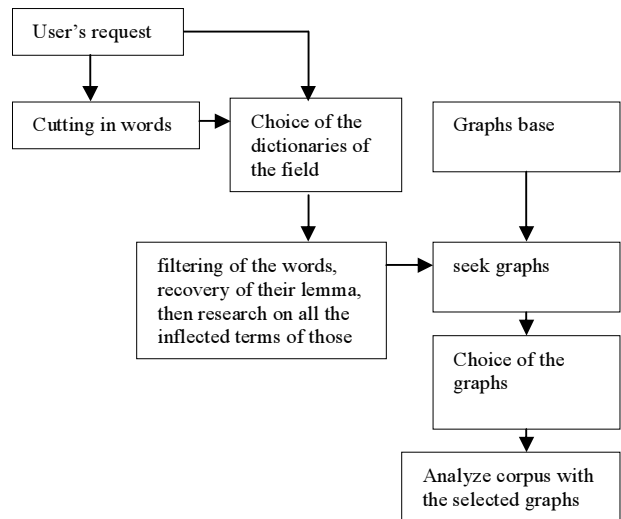 User’s request
Cutting in words
Choice of the
dictionaries of
the field
Graphs base
filtering of the words,
recovery of their lemma,
then research on all the
inflected terms of those
seek graphs
Choice of the
graphs
Analyze corpus with
the selected graphs